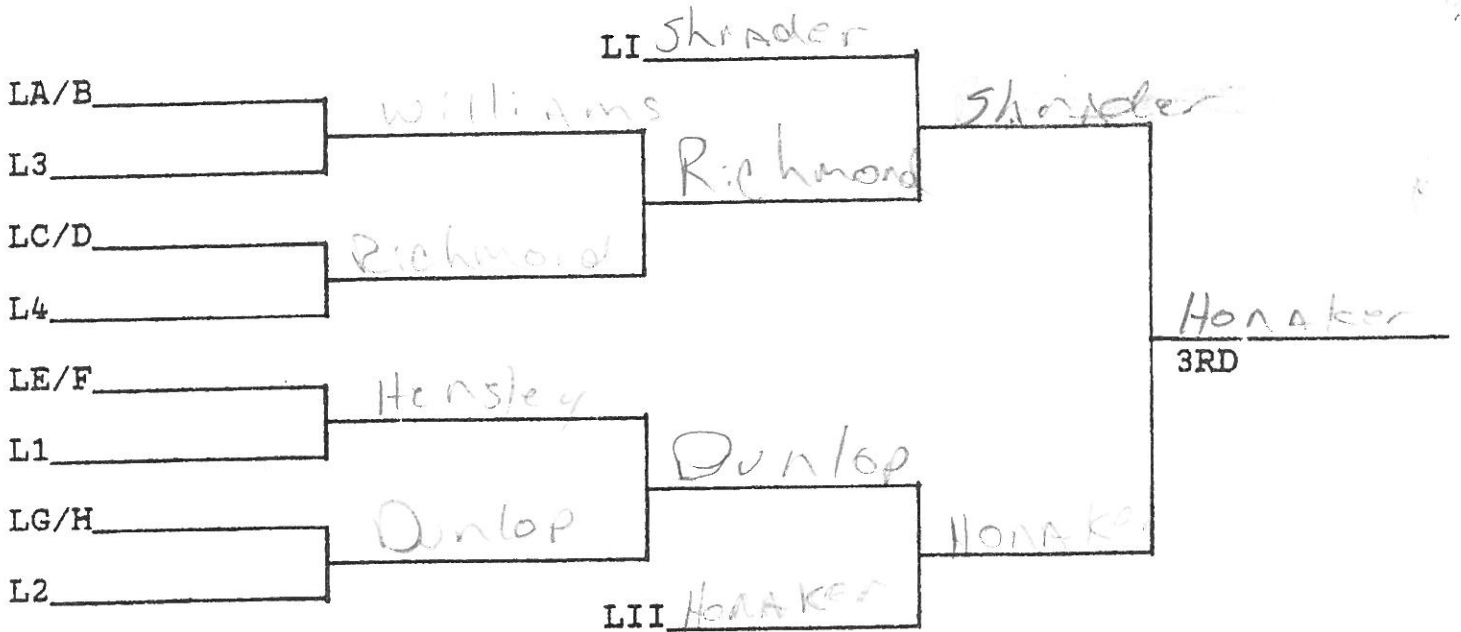 LI Shrader
LA/B
Williams
Shrader
L3
Richmond
LC/D
Richmond
L4
Honaker
3RD
LE/F
Hensley
L1
Dunlop
LG/H
Dunlop
Honaker
L2
LII Honaker